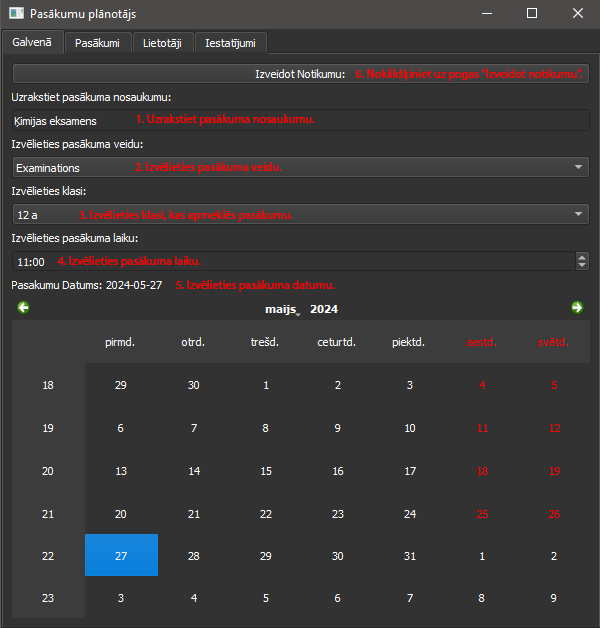 Pasākumu plānotājs
Galvenā Pasākumi Lietotāji Iestatījumi
Izveidot Notikumu: 6. Noklikšķiniet uz pogas "Izveidot notikumu".
Uzrakstiet pasākuma nosaukumu:
Ķīmijas eksamens 1. Uzrakstiet pasākuma nosaukumu.
Izvēlieties pasākuma veidu:
Examinations 2. Izvēlieties pasākuma veidu.
Izvēlieties klasi:
12 a 3. Izvēlieties klasi, kas apmeklēs pasākumu.
Izvēlieties pasākuma laiku:
11:00 4. Izvēlieties pasākuma laiku.
Pasakumu Datums: 2024-05-27 5. Izvēlieties pasākuma datumu.
maijs 2024
pirmd. otrd. trešd. ceturtd. piektd. sestd. svētd.
18 29 30 1 2 3 4 5
19 6 7 8 9 10 11 12
20 13 14 15 16 17 18 19
21 20 21 22 23 24 25 26
22 27 28 29 30 31 1 2
23 3 4 5 6 7 8 9